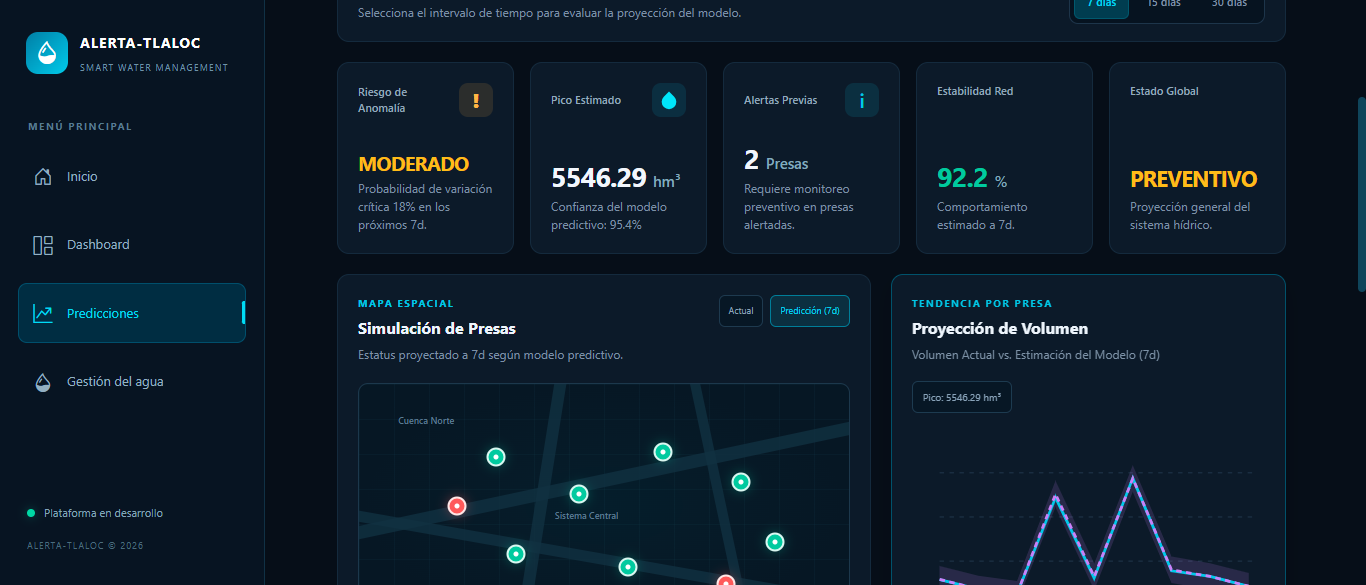 ALERTA-TLALOC
SMART WATER MANAGEMENT
MENÚ PRINCIPAL
Inicio
Dashboard
Predicciones
Gestión del agua
Plataforma en desarrollo
ALERTA-TLALOC © 2026
Selecciona el intervalo de tiempo para evaluar la proyección del modelo.
7 días
15 días
30 días
Riesgo de
Anomalía
!
MODERADO
Probabilidad de variación
crítica 18% en los
próximos 7d.
Pico Estimado
5546.29 hm³
Confianza del modelo
predictivo: 95.4%
Alertas Previas
i
2 Presas
Requiere monitoreo
preventivo en presas
alertadas.
Estabilidad Red
92.2 %
Comportamiento
estimado a 7d.
Estado Global
PREVENTIVO
Proyección general del
sistema hídrico.
MAPA ESPACIAL
Simulación de Presas
Estatus proyectado a 7d según modelo predictivo.
Actual
Predicción (7d)
Cuenca Norte
Sistema Central
TENDENCIA POR PRESA
Proyección de Volumen
Volumen Actual vs. Estimación del Modelo (7d)
Pico: 5546.29 hm³